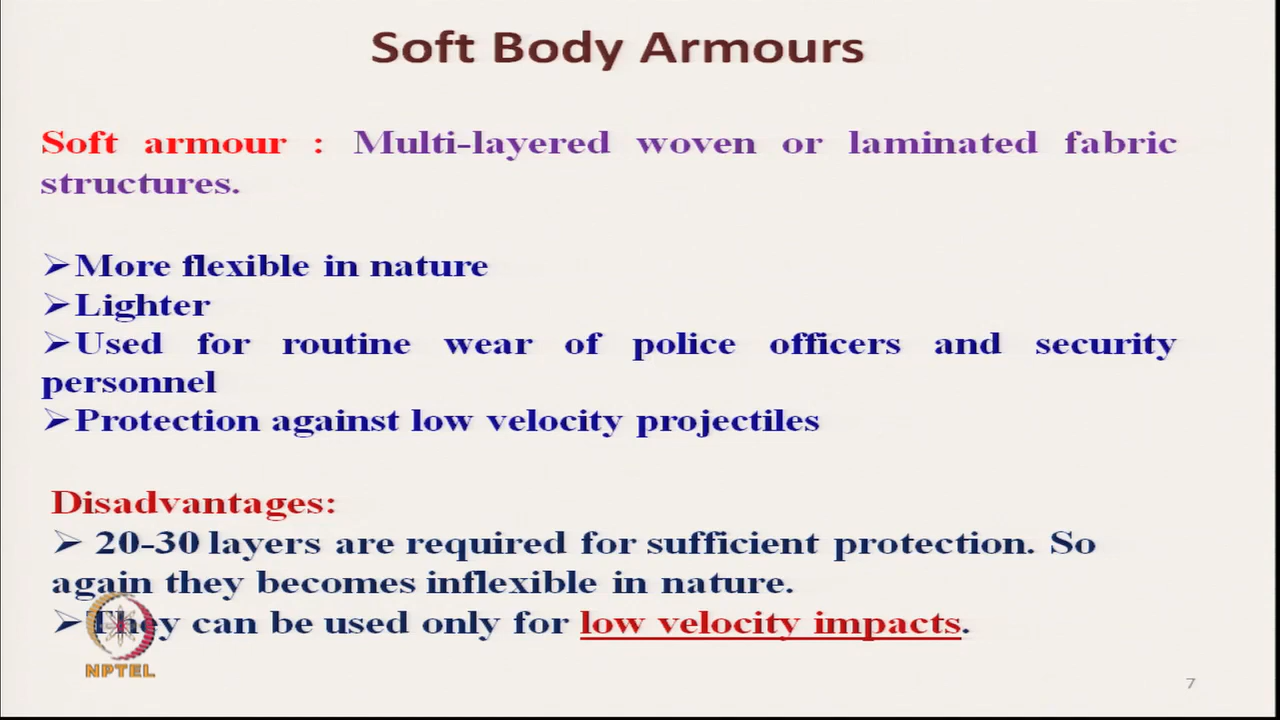 Soft Body Armours
Soft armour : Multi-layered woven or laminated fabric
structures.
➢More flexible in nature
➢Lighter
➢Used for routine wear of police officers and security
personnel
➢Protection against low velocity projectiles
Disadvantages:
➢ 20-30 layers are required for sufficient protection. So
again they becomes inflexible in nature.
➢They can be used only for low velocity impacts.
NPTEL
7